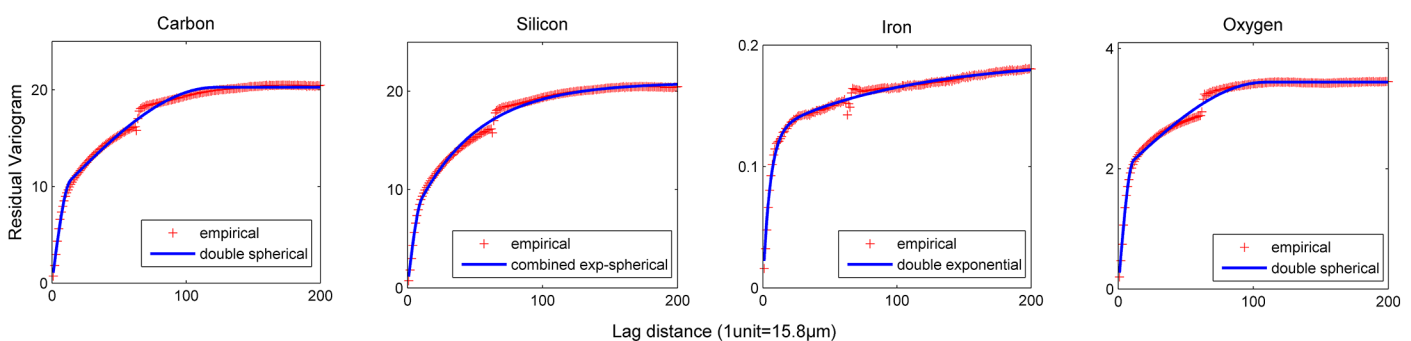 Carbon
Silicon
Iron
Oxygen
Residual Variogram
20
10
0
0
100
200
empirical
double spherical
20
10
0
0
100
200
empirical
combined exp-spherical
0.2
0.1
0
0
100
200
empirical
double exponential
4
2
0
0
100
200
empirical
double spherical
Lag distance (1unit=15.8µm)